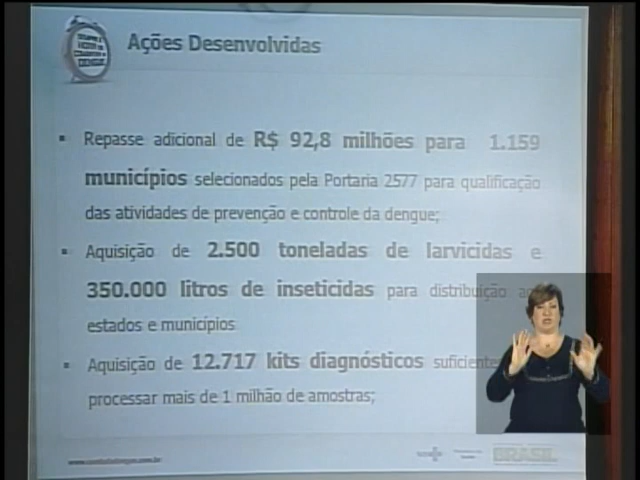 Ações Desenvolvidas
Repasse adicional de R$ 92,8 milhões para 1.159
municípios selecionados pela Portaria 2577 para qualificação
das atividades de prevenção e controle da dengue;
Aquisição de 2.500 toneladas de larvicidas e
350.000 litros de inseticidas para distribuição
estados e municípios
Aquisição de 12.717 kits diagnósticos
processar mais de 1 milhão de amostras;
BRASIL